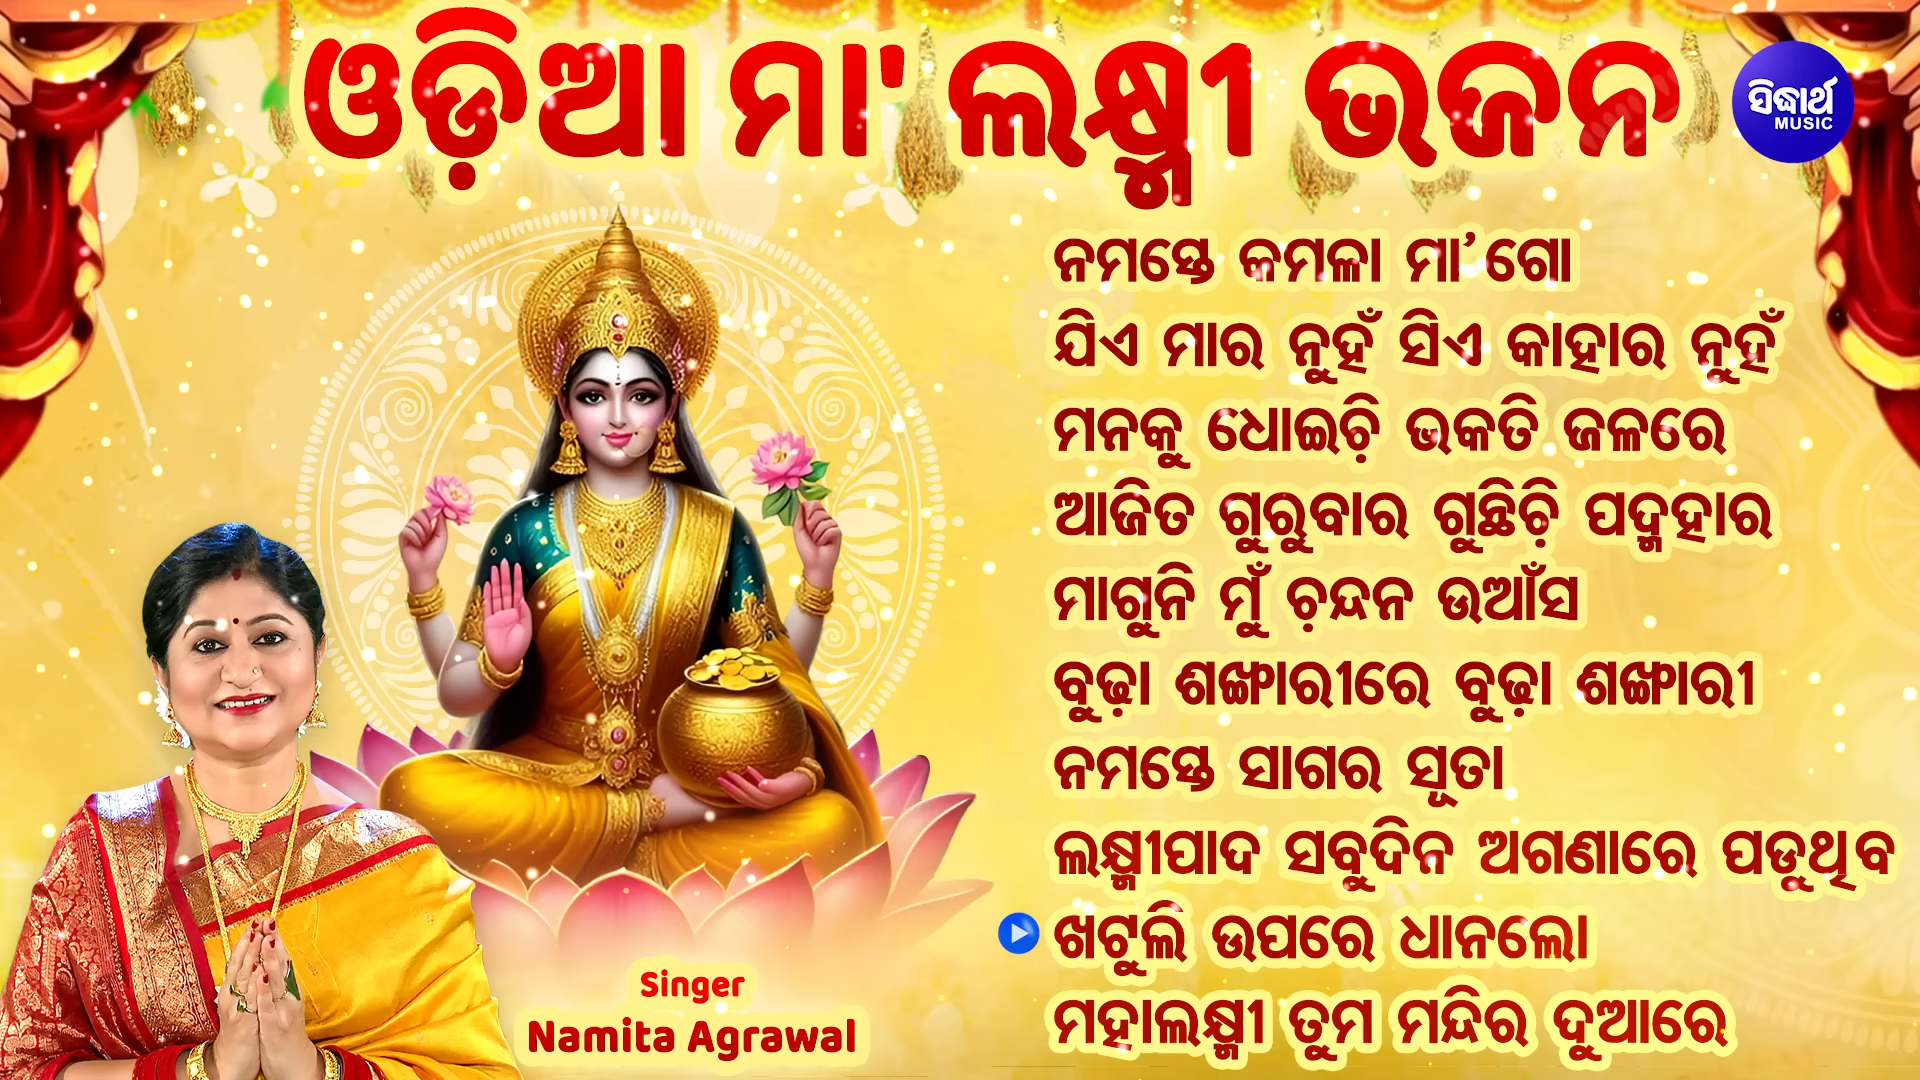 ଓଡ଼ିଆ ମା' ଲକ୍ଷ୍ମୀ ଭଜନ
ସିଦ୍ଧାର୍ଥ
MUSIC
ନମସ୍ତେ କମଳା ମା’ଗୋ
ଯିଏ ମାର ନୁହଁ ସିଏ କାହାର ନୁହଁ
ମନକୁ ଧୋଇଚ଼ି ଭକତି ଜଳରେ
ଆଜିତ ଗୁରୁବାର ଗୁଛିଚ଼ି ପଦ୍ମହାର
ମାଗୁନି ମୁଁ ଚ଼ନ୍ଦନ ଉଆଁସ
ବୁଢ଼ା ଶଙ୍ଖାରୀରେ ବୁଢ଼ା ଶଙ୍ଖାରୀ
ନମସ୍ତେ ସାଗର ସୂତା
ଲକ୍ଷ୍ମୀପାଦ ସବୁଦିନ ଅଗଣାରେ ପଡୁଥିବ
ଖଟୁଲି ଉପରେ ଧାନଲୋ
ମହାଲକ୍ଷ୍ମୀ ତୁମ ମନ୍ଦିର ଦୁଆରେ
Singer
Namita Agrawal